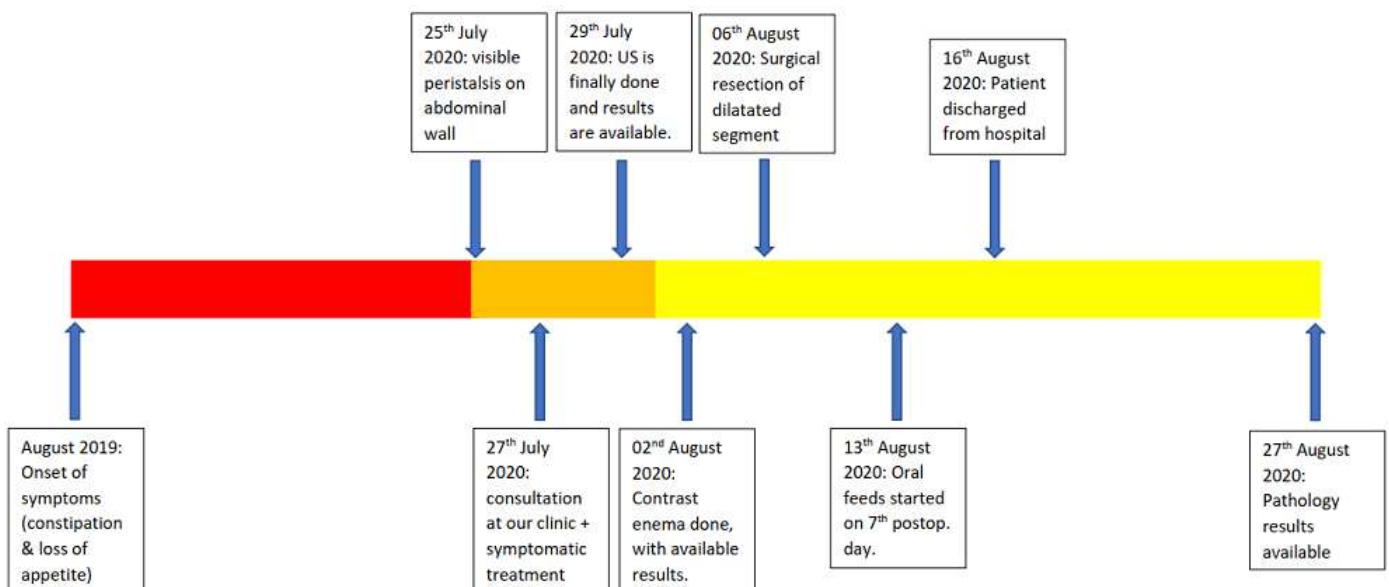 25th July
2020: visible
peristalsis on
abdominal
wall
29th July
2020: US is
finally done
and results
are available.
06th August
2020: Surgical
resection of
dilatated
segment
16th August
2020: Patient
discharged
from hospital
August 2019:
Onset of
symptoms
(constipation
& loss of
appetite)
27th July
2020:
consultation
at our clinic +
symptomatic
treatment
02nd August
2020:
Contrast
enema done,
with available
results.
13th August
2020: Oral
feeds started
on 7th postop.
day.
27th August
2020:
Pathology
results
available